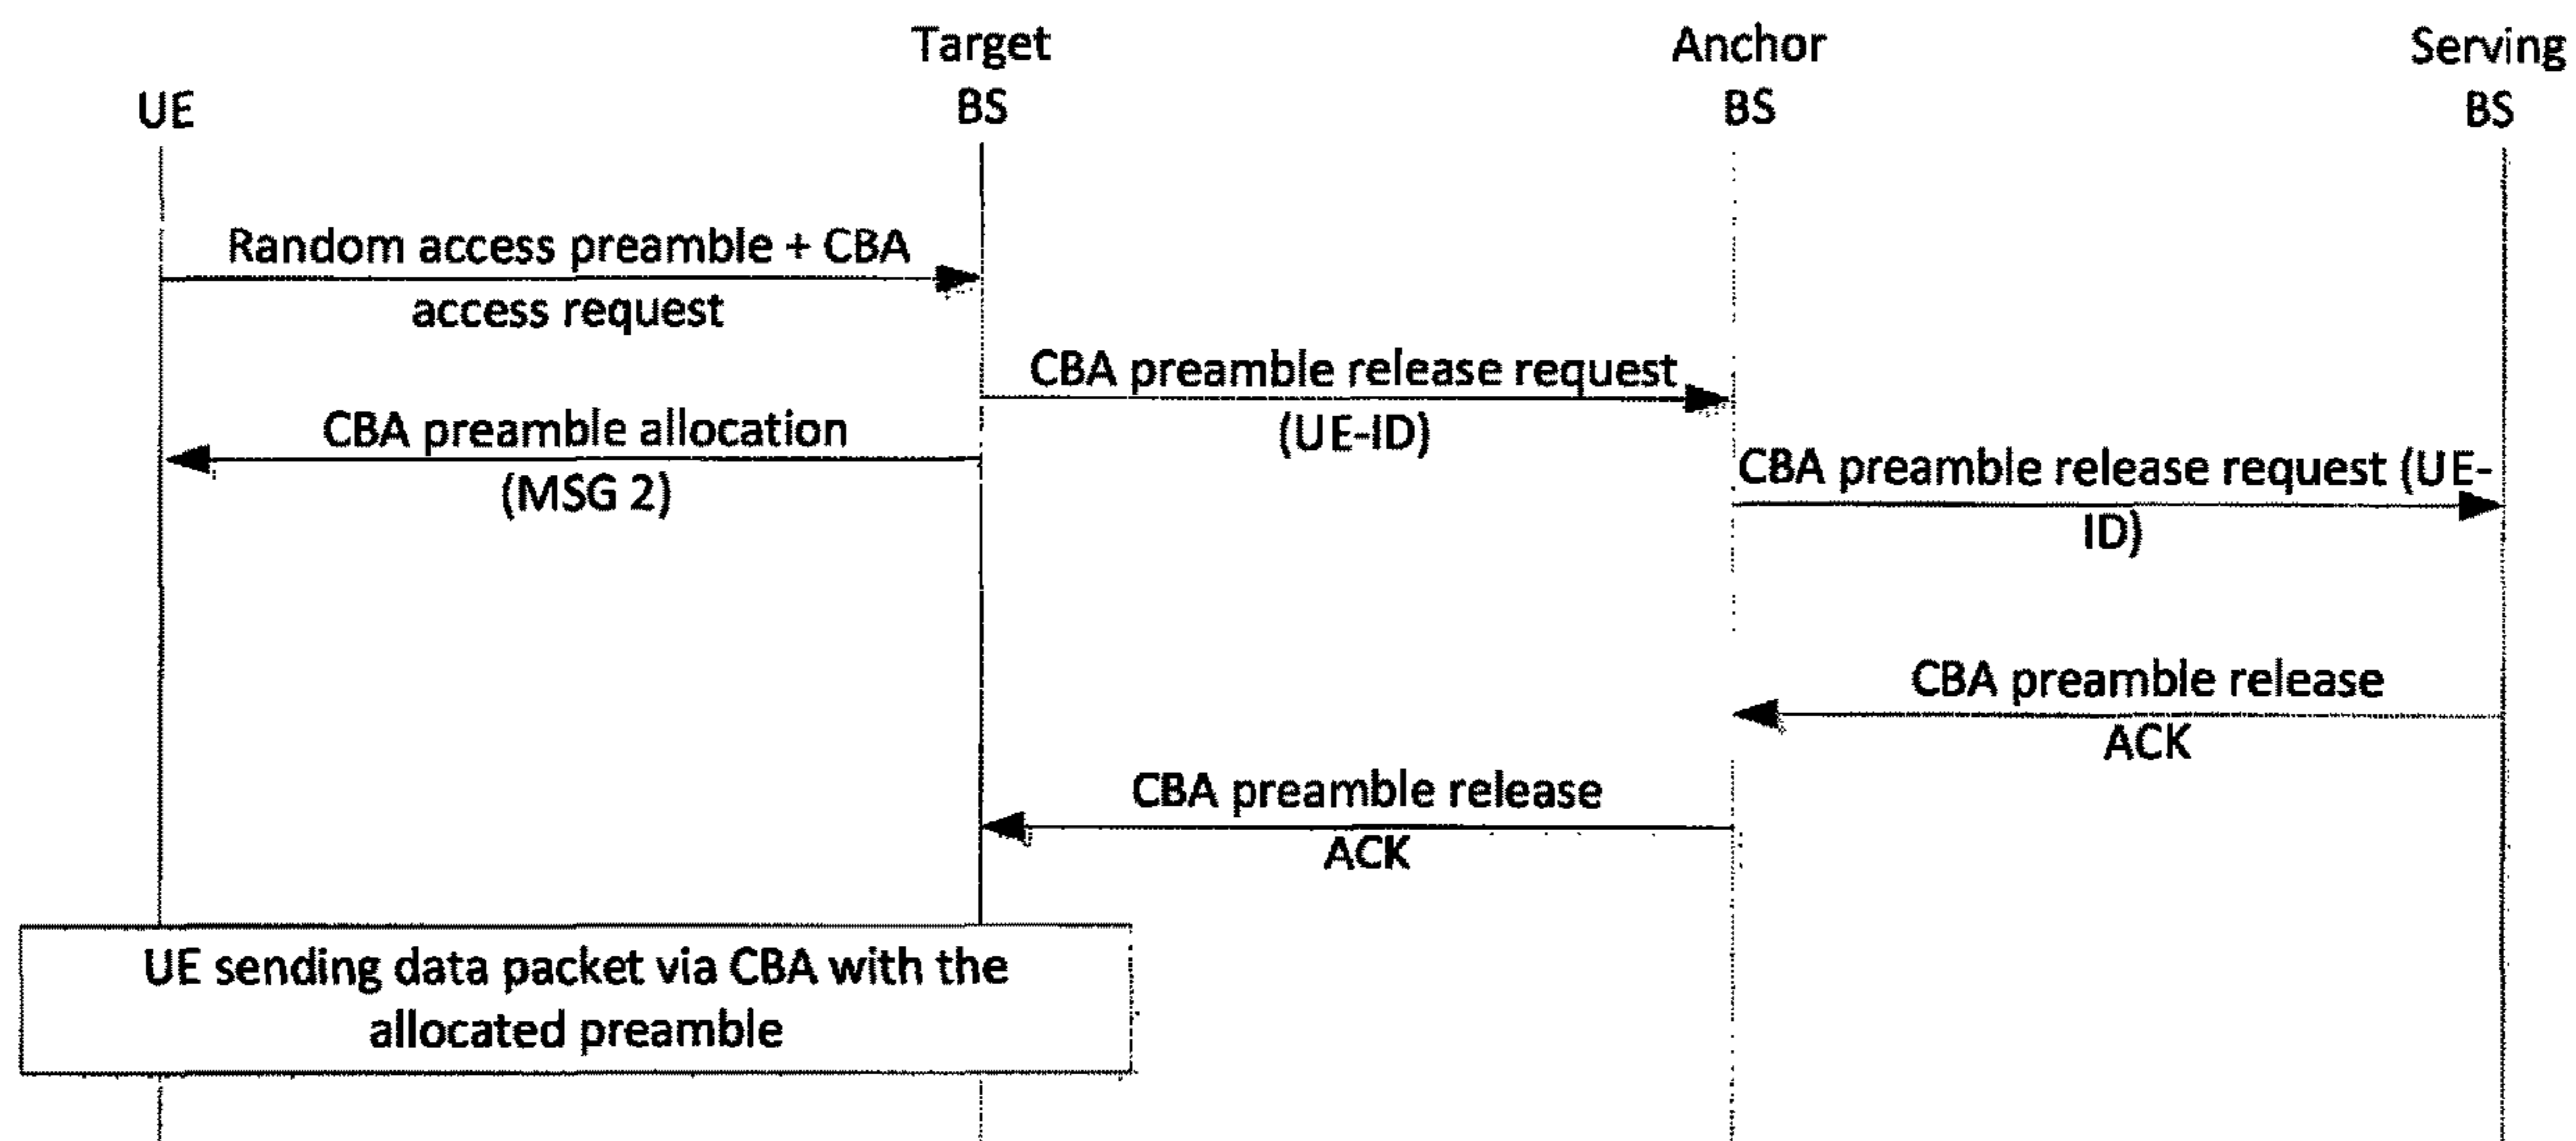 UE
Target
BS
Anchor
BS
Serving
BS
Random access preamble + CBA
access request
CBA preamble release request
(UE-ID)
CBA preamble allocation
(MSG 2)
CBA preamble release request (UE-
ID)
CBA preamble release
ACK
CBA preamble release
ACK
UE sending data packet via CBA with the
allocated preamble